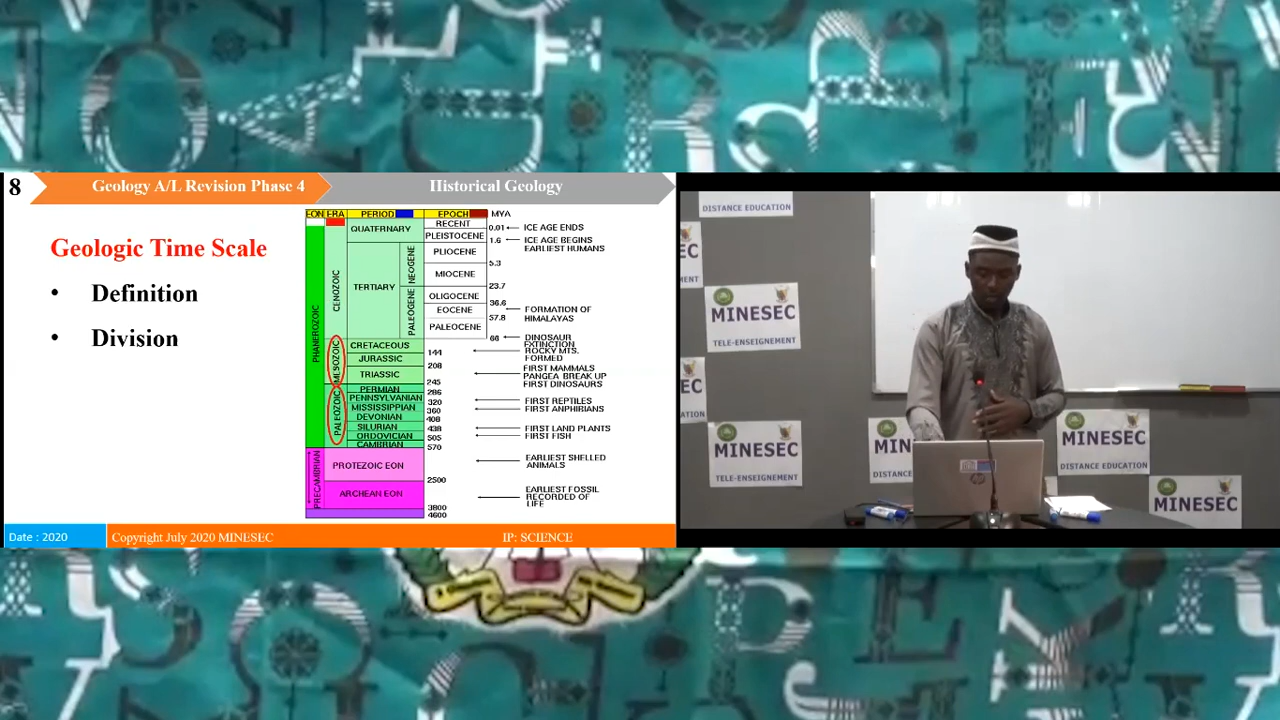 8
Geology A/L Revision Phase 4
Historical Geology
Geologic Time Scale
• Definition
• Division
EON ERA PERIOD EPOCH MYA
PHANEROZOIC
CENOZOIC
QUATERNARY
RECENT
0.01
ICE AGE ENDS
PLEISTOCENE
1.6
ICE AGE BEGINS
EARLIEST HUMANS
TERTIARY
NEOGENE
PLIOCENE
5.3
MIOCENE
23.7
PALEOGENE
OLIGOCENE
36.6
EOCENE
FORMATION OF
HIMALAYAS
57.8
PALEOCENE
66
DINOSAUR
EXTINCTION
MESOZOIC
CRETACEOUS
144
ROCKY MTS.
FORMED
JURASSIC
208
FIRST MAMMALS
TRIASSIC
PANGEA BREAK UP
245
FIRST DINOSAURS
PALEOZOIC
PERMIAN
286
PENNSYLVANIAN
320
FIRST REPTILES
MISSISSIPPIAN
360
FIRST ANPHIRIANS
DEVONIAN
408
SILURIAN
438
FIRST LAND PLANTS
ORDOVICIAN
505
FIRST FISH
CAMBRIAN
570
PRECAMBRIAN
PROTEZOIC EON
EARLIEST SHELLED
ANIMALS
2500
ARCHEAN EON
EARLIEST FOSSIL
RECORDED OF
LIFE
3800
4600
Date : 2020
Copyright July 2020 MINESEC
IP: SCIENCE
DISTANCE EDUCATION
MINESEC
TELE-ENSEIGNEMENT
MINESEC
TELE-ENSEIGNEMENT
MINES
DISTANCE
MINESEC
DISTANCE EDUCATION
MINESEC